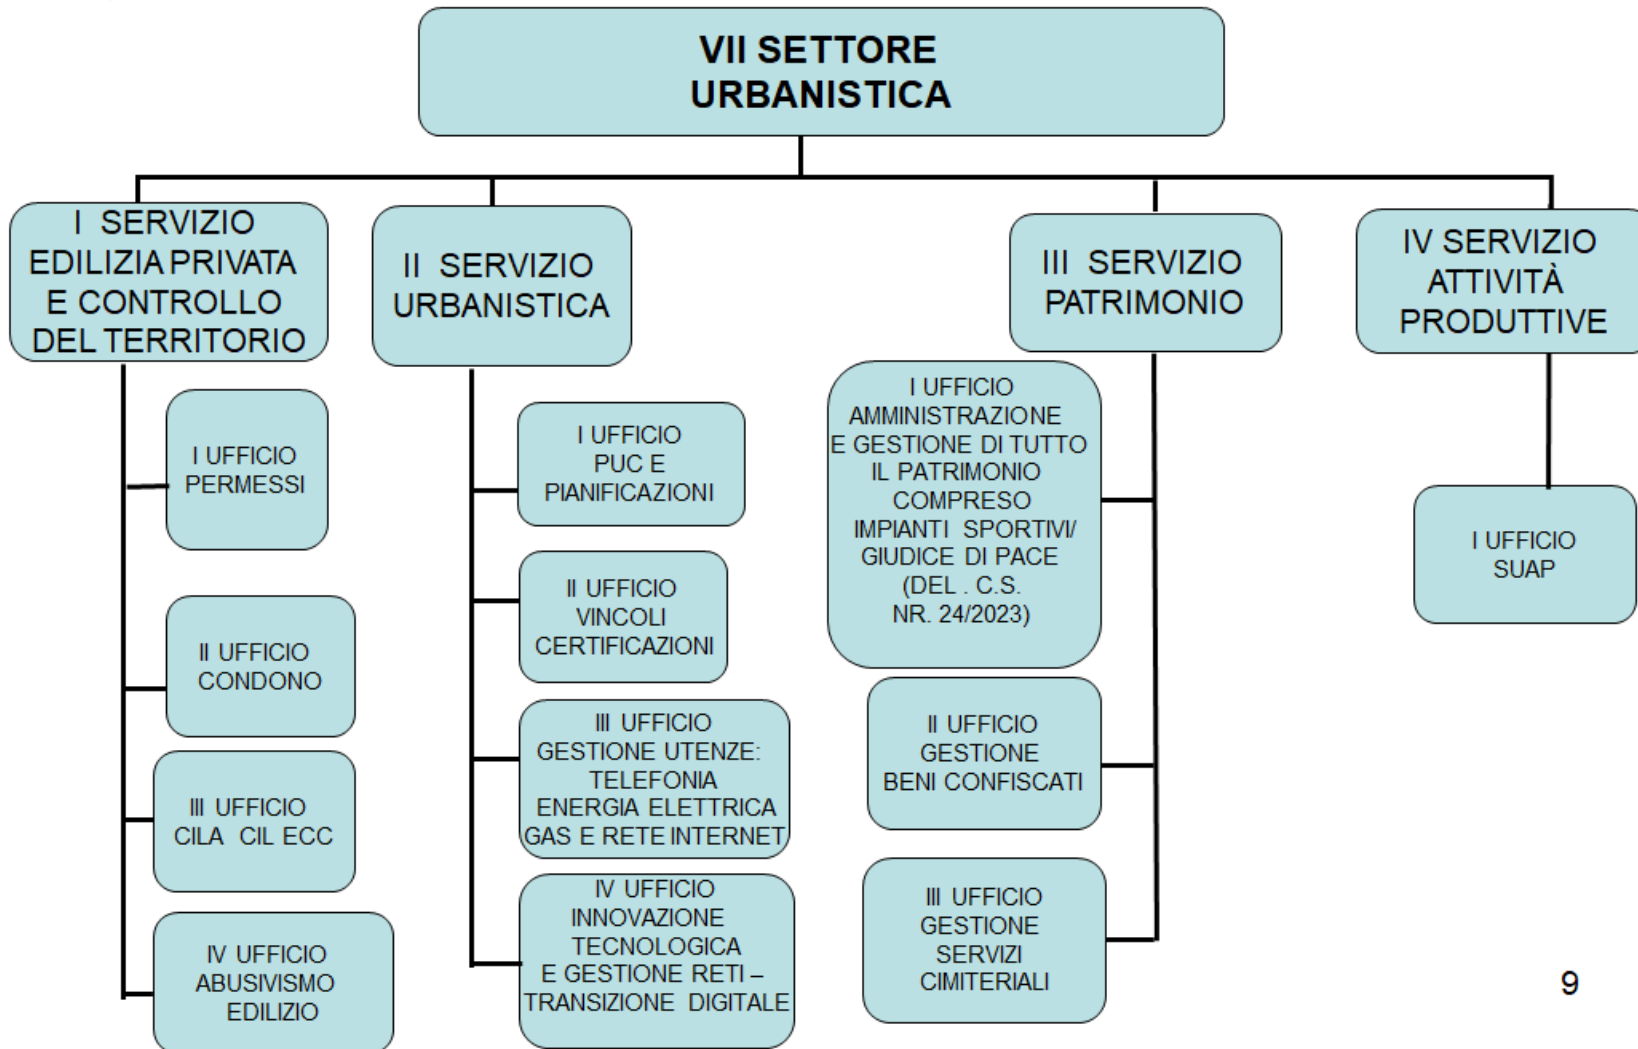 VII SETTORE
URBANISTICA
I SERVIZIO
EDILIZIA PRIVATA
E CONTROLLO
DEL TERRITORIO
I UFFICIO
PERMESSI
II UFFICIO
CONDONO
III UFFICIO
CILA CIL ECC
IV UFFICIO
ABUSIVISMO
EDILIZIO
II SERVIZIO
URBANISTICA
I UFFICIO
PUC E
PIANIFICAZIONI
II UFFICIO
VINCOLI
CERTIFICAZIONI
III UFFICIO
GESTIONE UTENZE:
TELEFONIA
ENERGIA ELETTRICA
GAS E RETE INTERNET
IV UFFICIO
INNOVAZIONE
TECNOLOGICA
E GESTIONE RETI –
TRANSIZIONE DIGITALE
III SERVIZIO
PATRIMONIO
I UFFICIO
AMMINISTRAZIONE
E GESTIONE DI TUTTO
IL PATRIMONIO
COMPRESO
IMPIANTI SPORTIVI/
GIUDICE DI PACE
(DEL . C.S.
NR. 24/2023)
II UFFICIO
GESTIONE
BENI CONFISCATI
III UFFICIO
GESTIONE
SERVIZI
CIMITERIALI
IV SERVIZIO
ATTIVITÀ
PRODUTTIVE
I UFFICIO
SUAP
9